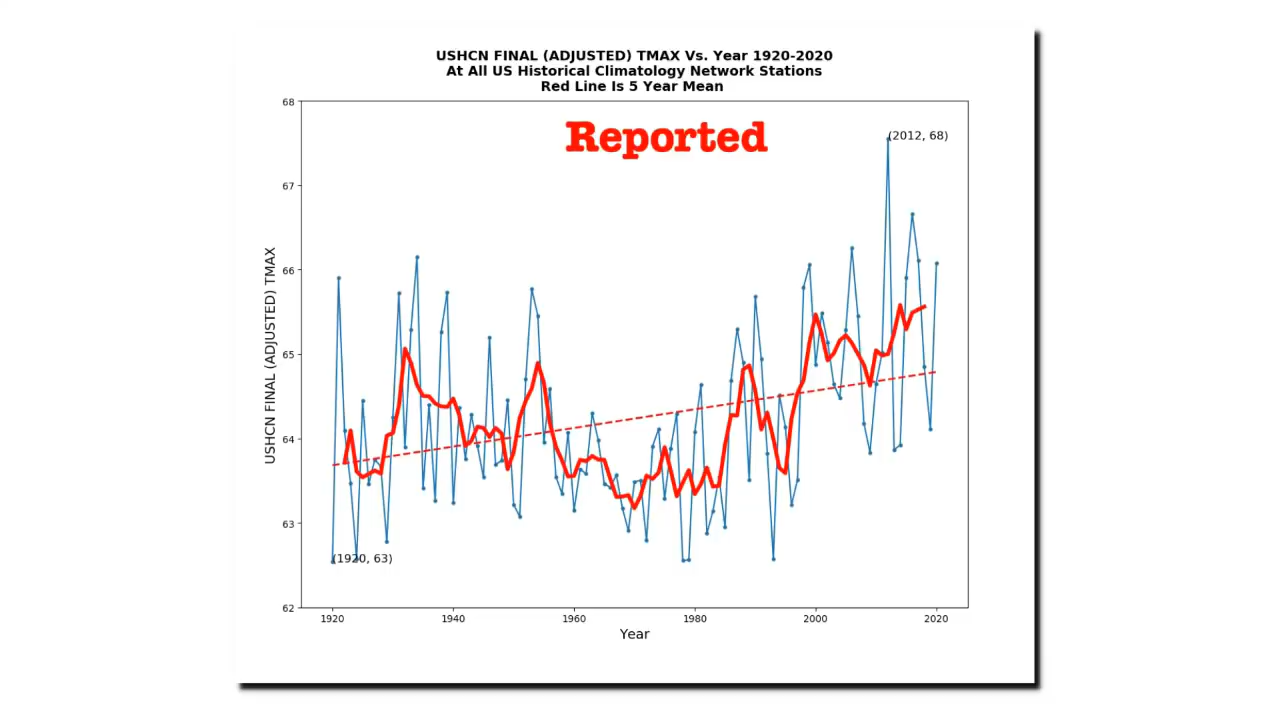 USHCN FINAL (ADJUSTED) TMAX Vs. Year 1920-2020
At All US Historical Climatology Network Stations
Red Line Is 5 Year Mean
Reported
(2012, 68)
68
67
66
65
64
63
62
USHCN FINAL (ADJUSTED) TMAX
(1920, 63)
1920 1940 1960 1980 2000 2020
Year